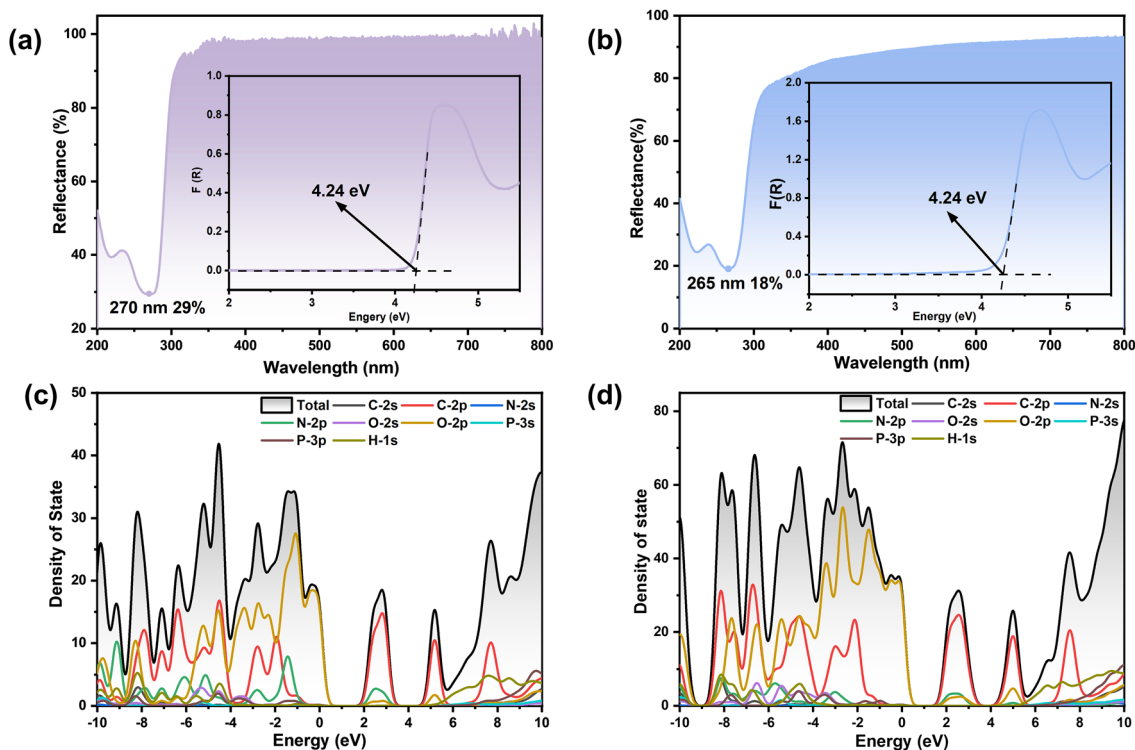 (a)
100
80
60
40
20
Reflectance (%)
200 300 400 500 600 700 800
Wavelength (nm)
270 nm 29%
1.0
0.8
0.6
0.4
0.2
0.0
F (R)
2 3 4 5
Engery (eV)
4.24 eV
(b)
100
80
60
40
20
0
Reflectance(%)
200 300 400 500 600 700 800
Wavelength (nm)
265 nm 18%
2.0
1.6
1.2
0.8
0.4
0.0
F(R)
2 3 4 5
Energy (eV)
4.24 eV
(c)
50
40
30
20
10
0
Density of State
Total C-2s C-2p N-2s
N-2p O-2s O-2p P-3s
P-3p H-1s
-10 -8 -6 -4 -2 0 2 4 6 8 10
Energy (eV)
(d)
80
60
40
20
0
Density of state
Total C-2s C-2p N-2s
N-2p O-2s O-2p P-3s
P-3p H-1s
-10 -8 -6 -4 -2 0 2 4 6 8 10
Energy (eV)